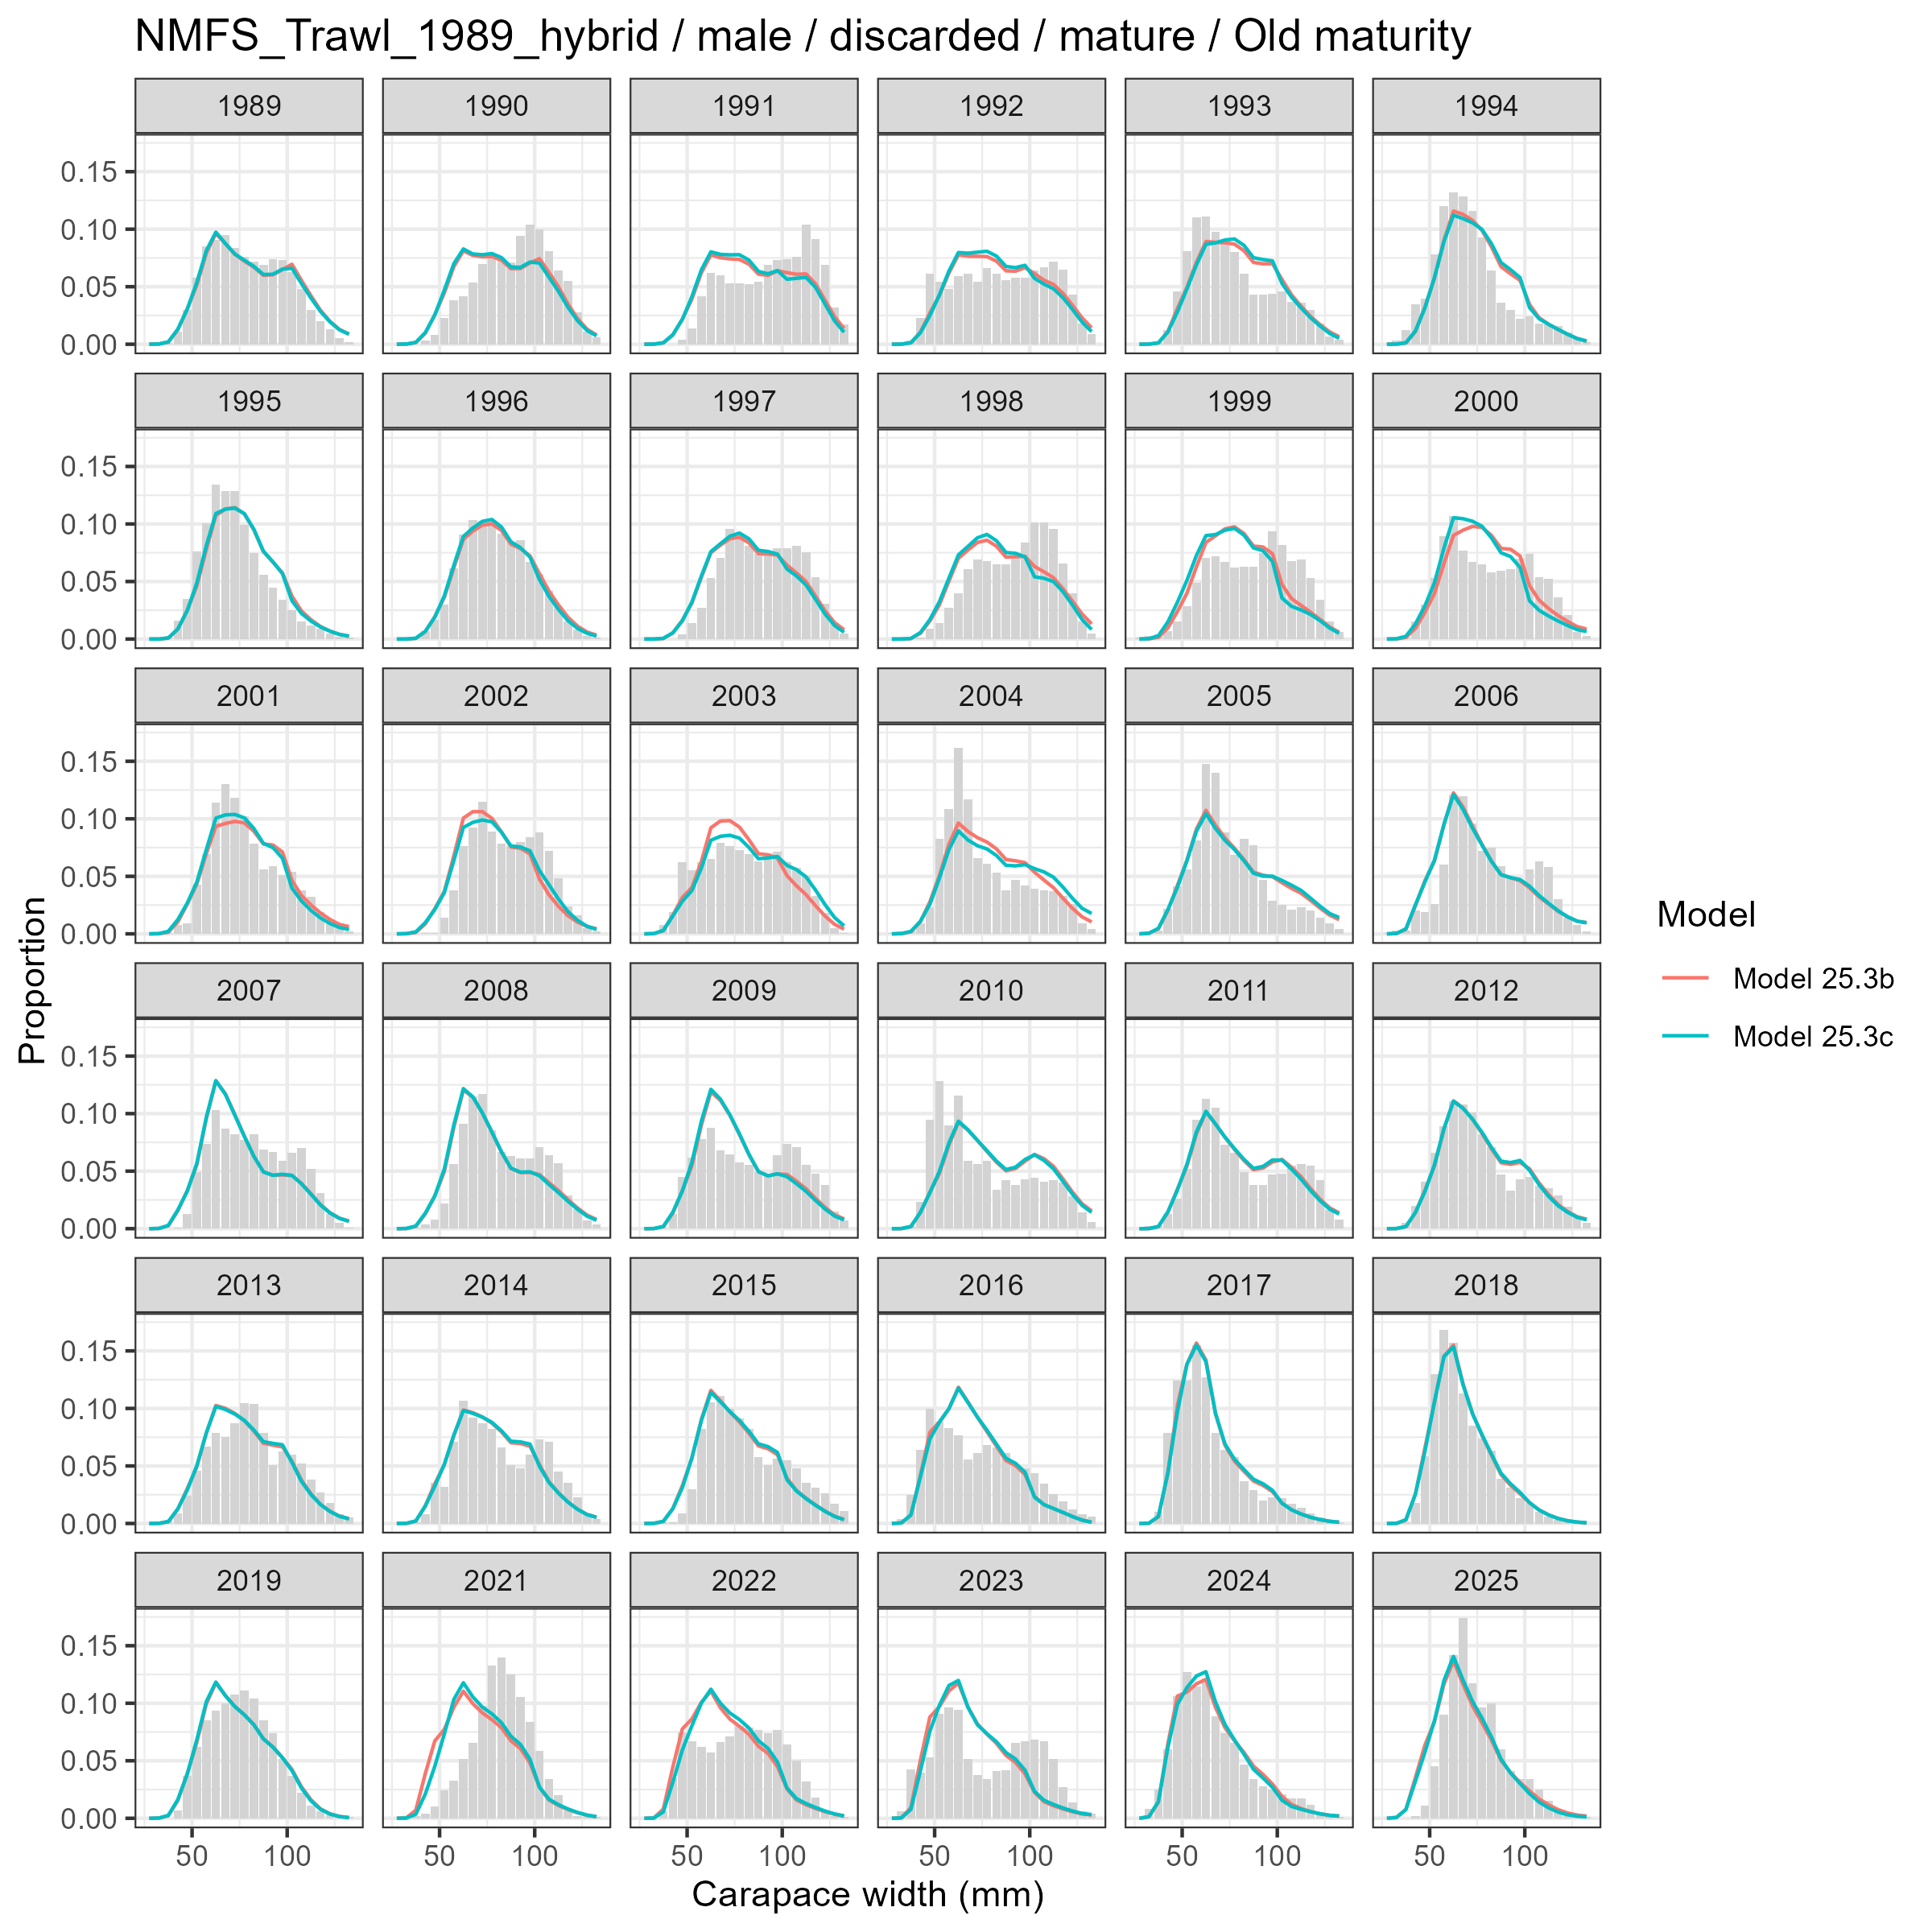 NMFS_Trawl_1989_hybrid / male / discarded / mature / Old maturity
1989 1990 1991 1992 1993 1994
0.15
0.10
0.05
0.00
1995 1996 1997 1998 1999 2000
0.15
0.10
0.05
0.00
2001 2002 2003 2004 2005 2006
0.15
0.10
0.05
0.00
2007 2008 2009 2010 2011 2012
0.15
0.10
0.05
0.00
2013 2014 2015 2016 2017 2018
0.15
0.10
0.05
0.00
2019 2021 2022 2023 2024 2025
0.15
0.10
0.05
0.00
50 100 50 100 50 100 50 100 50 100 50 100
Carapace width (mm)
Proportion
Model
Model 25.3b
Model 25.3c